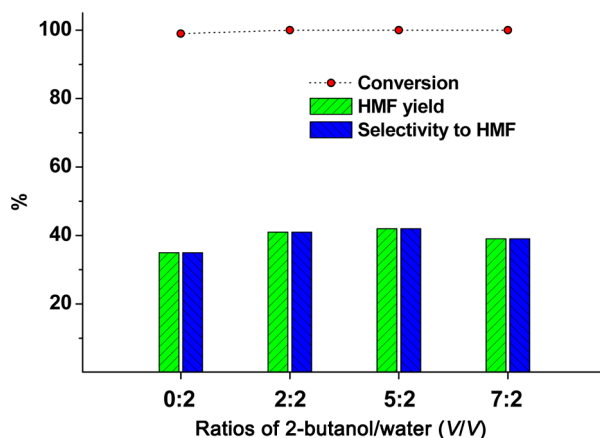 100
80
60
40
20
%
Conversion
HMF yield
Selectivity to HMF
0:2 2:2 5:2 7:2
Ratios of 2-butanol/water (V/V)